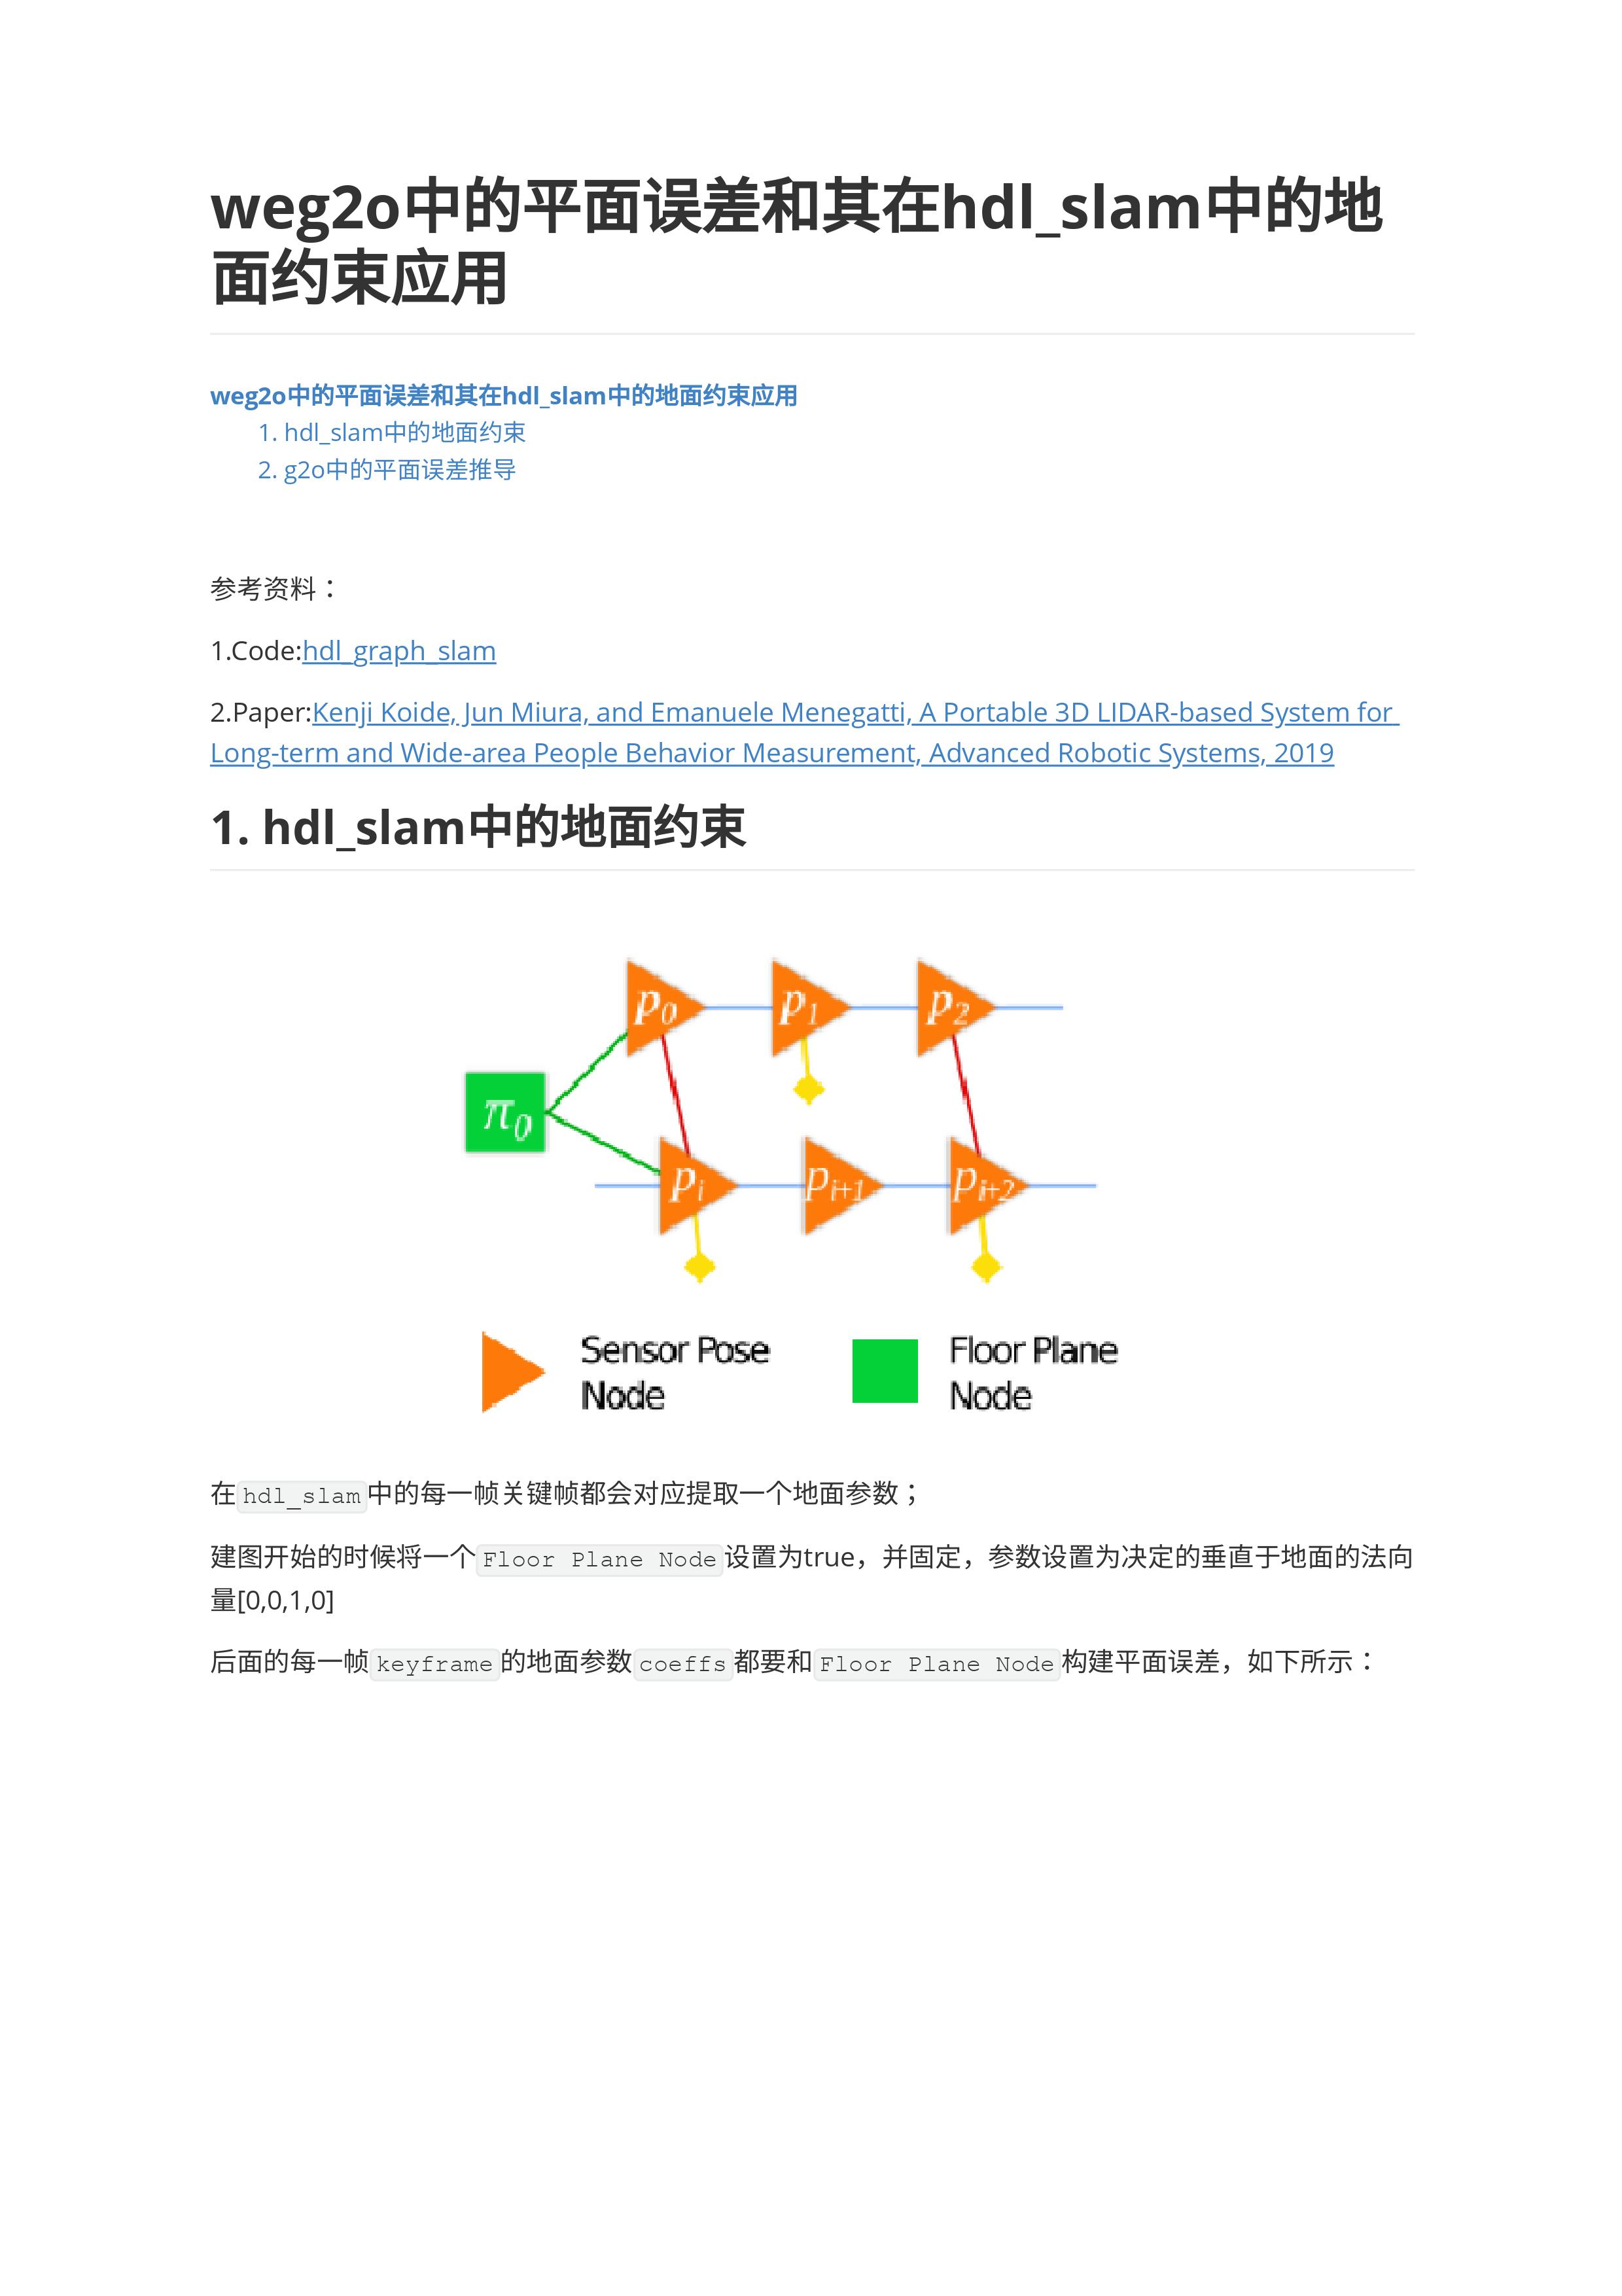 weg2o中的平面误差和其在hdl_slam中的地
面约束应用
weg2o中的平面误差和其在hdl_slam中的地面约束应用
1. hdl_slam中的地面约束
2. g2o中的平面误差推导
参考资料：
1.Code:hdl_graph_slam
2.Paper:Kenji Koide, Jun Miura, and Emanuele Menegatti, A Portable 3D LIDAR-based System for
Long-term and Wide-area People Behavior Measurement, Advanced Robotic Systems, 2019
1. hdl_slam中的地面约束
p0 p1 p2
π0
pi pi+1 pi+2
Sensor Pose Floor Plane
Node Node
在hdl_slam中的每一帧关键帧都会对应提取一个地面参数；
建图开始的时候将一个Floor Plane Node设置为true，并固定，参数设置为决定的垂直于地面的法向
量[0,0,1,0]
后面的每一帧keyframe的地面参数coeffs都要和Floor Plane Node构建平面误差，如下所示：